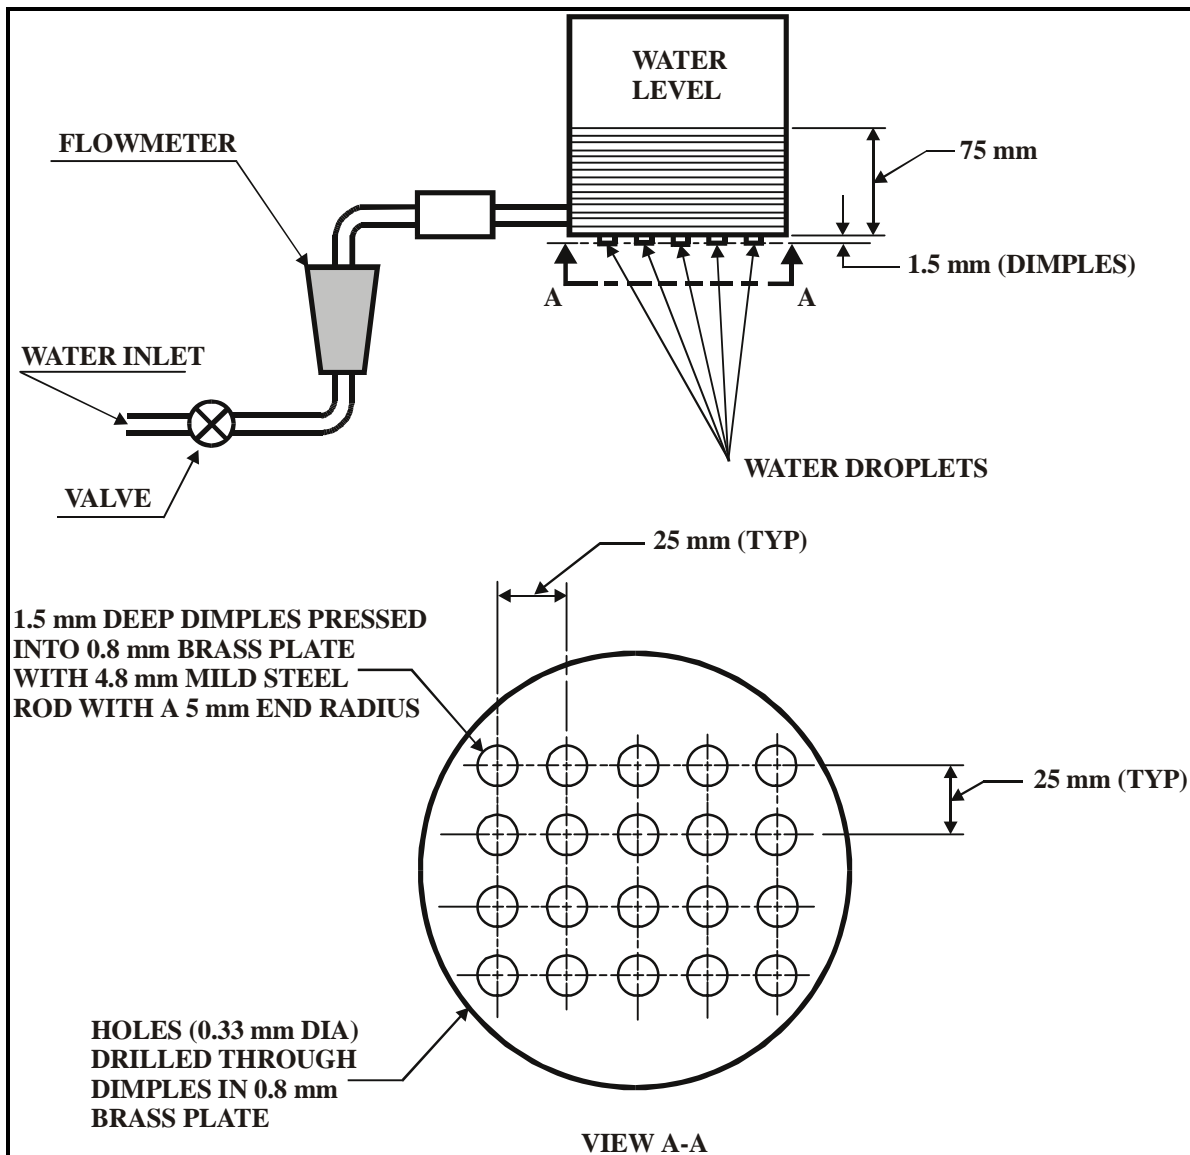 WATER
LEVEL
FLOWMETER
75 mm
1.5 mm (DIMPLES)
A
A
WATER INLET
WATER DROPLETS
VALVE
25 mm (TYP)
1.5 mm DEEP DIMPLES PRESSED
INTO 0.8 mm BRASS PLATE
WITH 4.8 mm MILD STEEL
ROD WITH A 5 mm END RADIUS
25 mm (TYP)
HOLES (0.33 mm DIA)
DRILLED THROUGH
DIMPLES IN 0.8 mm
BRASS PLATE
VIEW A-A